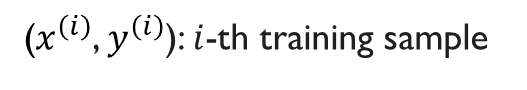 (x⁽ⁱ⁾, y⁽ⁱ⁾): i-th training sample